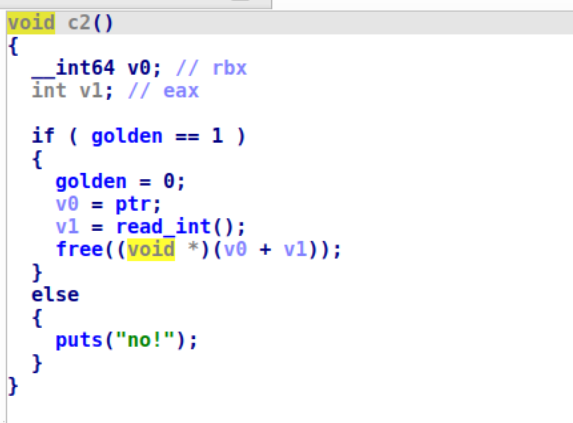 void c2()
{
  __int64 v0; // rbx
  int v1; // eax

  if ( golden == 1 )
  {
    golden = 0;
    v0 = ptr;
    v1 = read_int();
    free((void *)(v0 + v1));
  }
  else
  {
    puts("no!");
  }
}